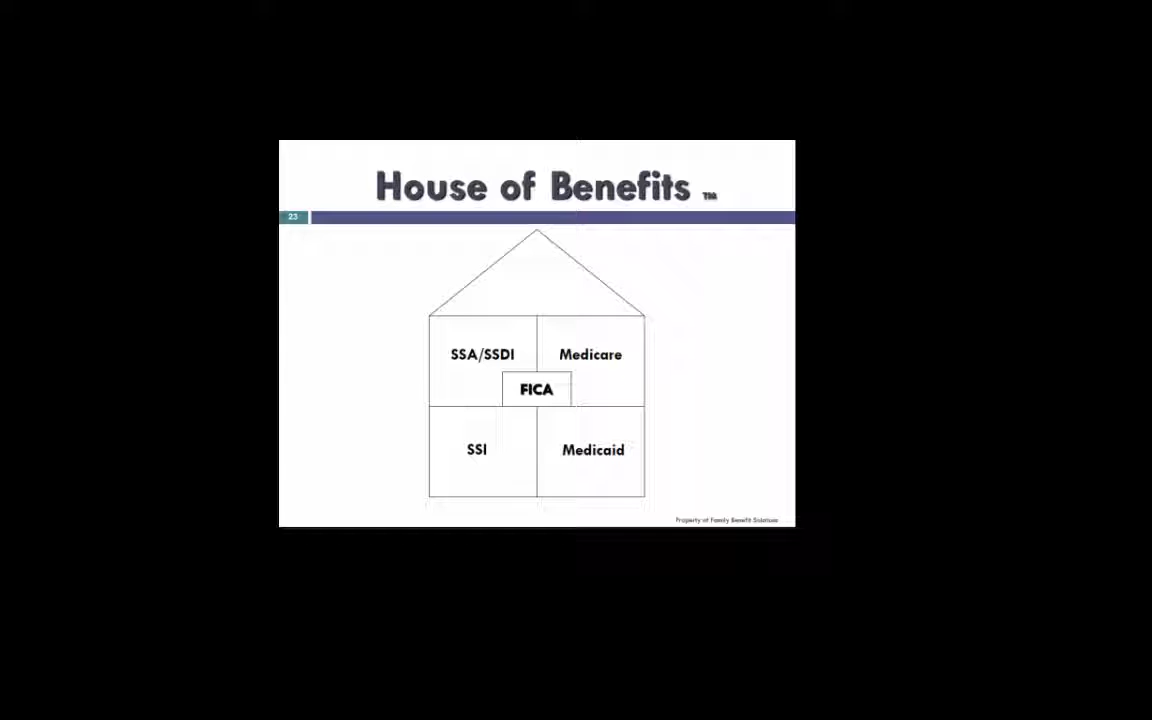 House of Benefits ™
23
SSA/SSDI Medicare
FICA
SSI Medicaid
Property of Family Benefit Solutions